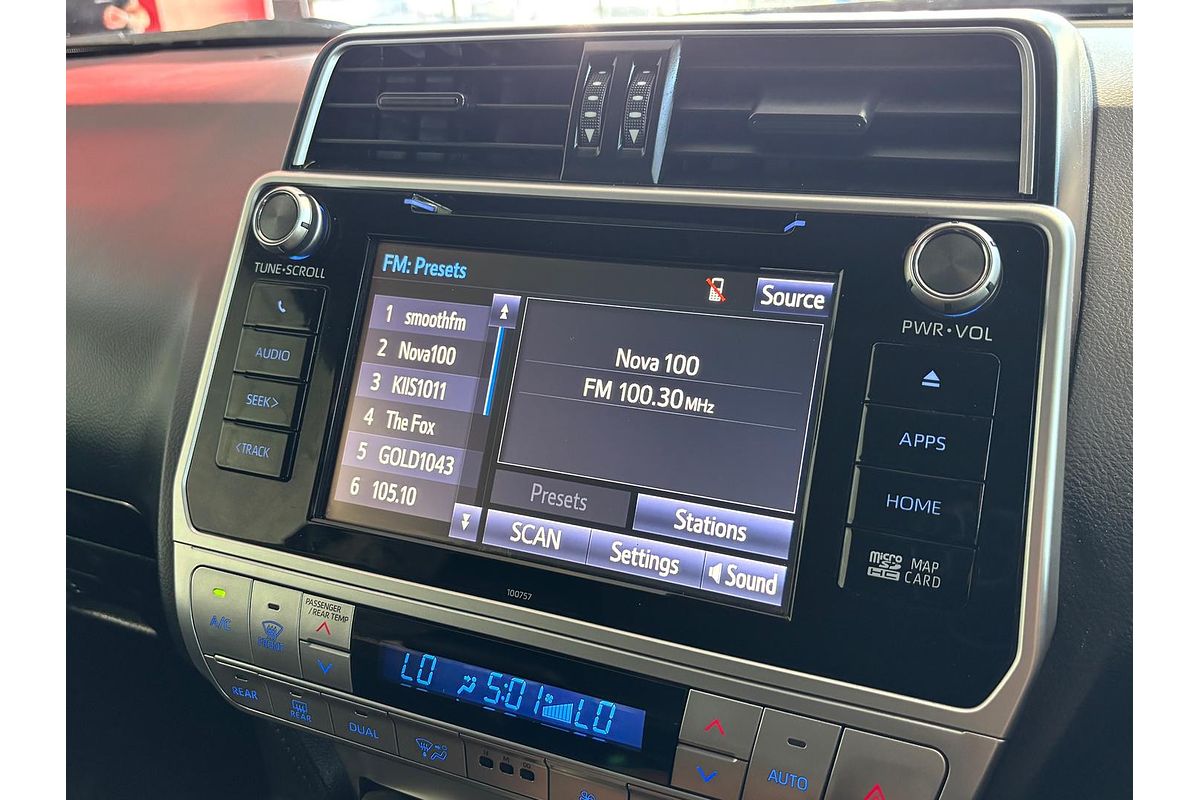 TUNE•SCROLL
AUDIO
SEEK>
<TRACK
FM: Presets
Source
1 smoothfm
2 Nova100
3 KIIS1011
4 The Fox
5 GOLD1043
6 105.10
Nova 100
FM 100.30 MHz
Presets
Stations
SCAN
Settings
Sound
PWR•VOL
APPS
HOME
micro SD HC
MAP CARD
100757
A/C
FRONT
PASSENGER
/REAR TEMP
LO
5:01
LO
REAR
REAR
DUAL
AUTO